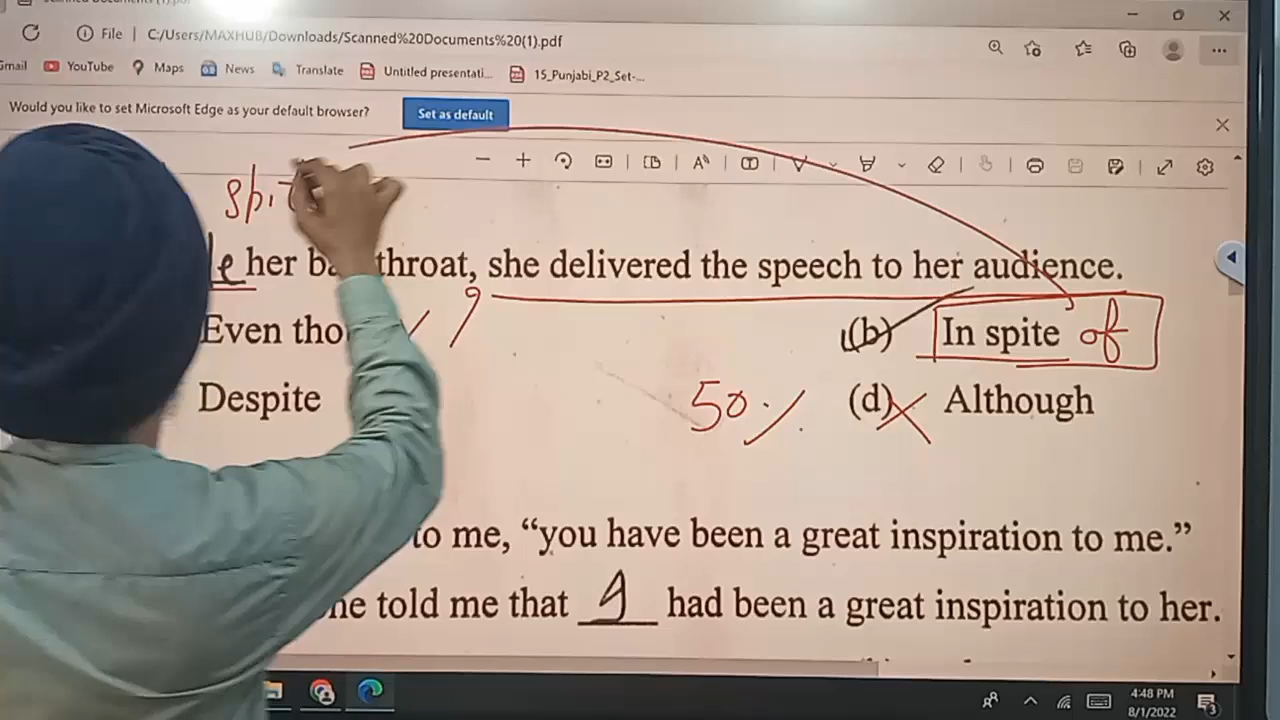 File | C:/Users/MAXHUB/Downloads/Scanned%20Documents%20(1).pdf
Gmail YouTube Maps News Translate Untitled presentati... 15_Punjabi_P2_Set-...
Would you like to set Microsoft Edge as your default browser? Set as default
her throat, she delivered the speech to her audience.
Even (b) In spite of
Despite 50% (d) Although
to me, “you have been a great inspiration to me.”
told me that I had been a great inspiration to her.
4:48 PM
8/1/2022